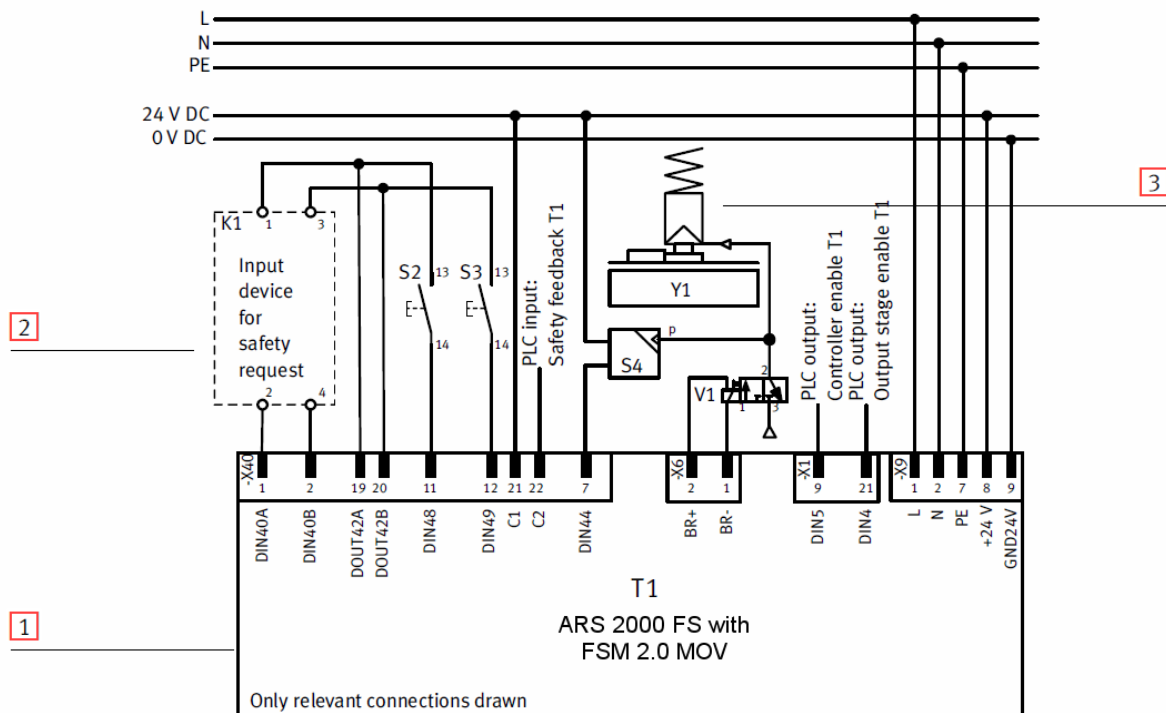 L
N
PE
24 V DC
0 V DC
3
K1
1
3
Input
device
for
safety
request
2
4
2
S2
13
14
S3
13
14
PLC input:
Safety feedback T1
Y1
p
S4
V1
2
1
3
PLC output:
Controller enable T1
PLC output:
Output stage enable T1
-X40
1
2
19
20
11
12
21
22
7
-X6
2
1
-X1
9
21
-X9
1
2
7
8
9
DIN40A
DIN40B
DOUT42A
DOUT42B
DIN48
DIN49
C1
C2
DIN44
BR+
BR-
DIN5
DIN4
L
N
PE
+24 V
GND24V
1
T1
ARS 2000 FS with
FSM 2.0 MOV
Only relevant connections drawn